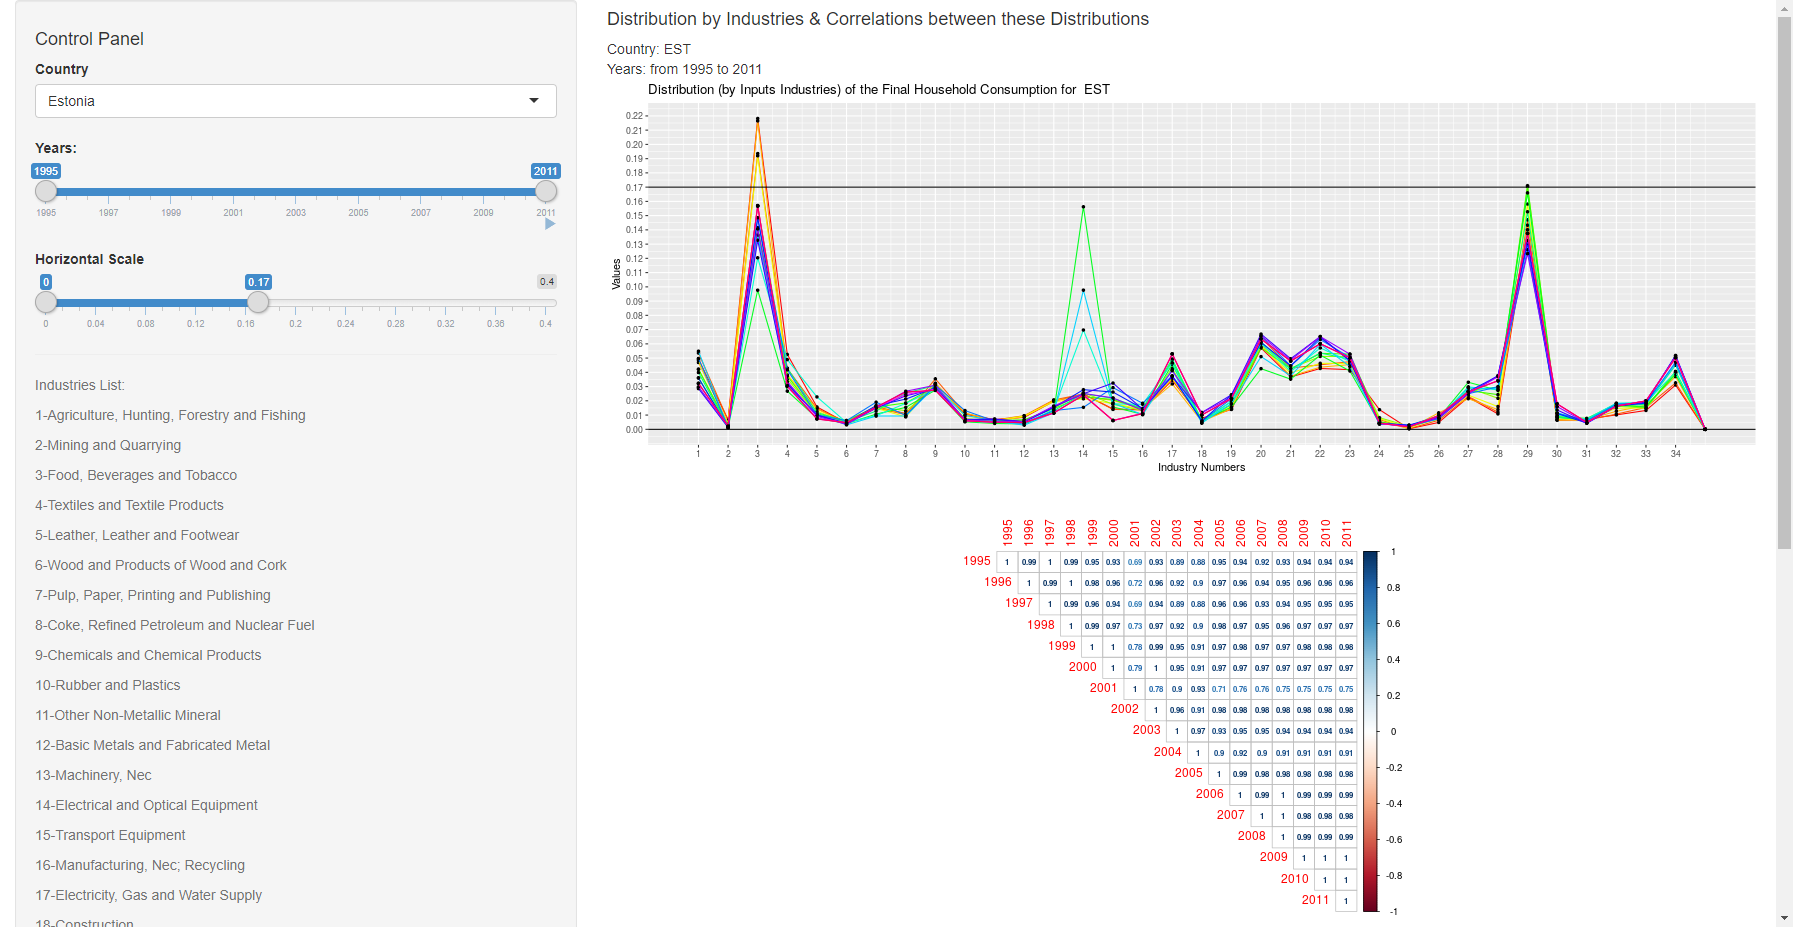 Control Panel
Country
Estonia
Years:
1995 2011
1995 1997 1999 2001 2003 2005 2007 2009 2011
Horizontal Scale
0 0.17 0.4
0 0.04 0.08 0.12 0.16 0.2 0.24 0.28 0.32 0.36 0.4
Industries List:
1-Agriculture, Hunting, Forestry and Fishing
2-Mining and Quarrying
3-Food, Beverages and Tobacco
4-Textiles and Textile Products
5-Leather, Leather and Footwear
6-Wood and Products of Wood and Cork
7-Pulp, Paper, Printing and Publishing
8-Coke, Refined Petroleum and Nuclear Fuel
9-Chemicals and Chemical Products
10-Rubber and Plastics
11-Other Non-Metallic Mineral
12-Basic Metals and Fabricated Metal
13-Machinery, Nec
14-Electrical and Optical Equipment
15-Transport Equipment
16-Manufacturing, Nec; Recycling
17-Electricity, Gas and Water Supply
18-Construction
Distribution by Industries & Correlations between these Distributions
Country: EST
Years: from 1995 to 2011
Distribution (by Inputs Industries) of the Final Household Consumption for EST
Values
0.22
0.21
0.20
0.19
0.18
0.17
0.16
0.15
0.14
0.13
0.12
0.11
0.10
0.09
0.08
0.07
0.06
0.05
0.04
0.03
0.02
0.01
0.00
1 2 3 4 5 6 7 8 9 10 11 12 13 14 15 16 17 18 19 20 21 22 23 24 25 26 27 28 29 30 31 32 33 34
Industry Numbers
1995 1996 1997 1998 1999 2000 2001 2002 2003 2004 2005 2006 2007 2008 2009 2010 2011
1995 1 0.99 1 0.99 0.95 0.93 0.69 0.93 0.89 0.88 0.95 0.94 0.92 0.93 0.94 0.94 0.94
1996 1 0.99 1 0.98 0.96 0.72 0.96 0.92 0.9 0.97 0.96 0.94 0.95 0.96 0.96 0.96
1997 1 0.99 0.96 0.94 0.69 0.94 0.89 0.88 0.96 0.96 0.93 0.94 0.95 0.95 0.95
1998 1 0.99 0.97 0.73 0.97 0.92 0.9 0.98 0.97 0.95 0.96 0.97 0.97 0.97
1999 1 1 0.78 0.99 0.95 0.91 0.97 0.98 0.97 0.97 0.98 0.98 0.98
2000 1 0.79 1 0.95 0.91 0.97 0.97 0.97 0.97 0.97 0.97 0.97
2001 1 0.78 0.9 0.93 0.71 0.76 0.76 0.75 0.75 0.75 0.75
2002 1 0.96 0.91 0.98 0.98 0.98 0.98 0.98 0.98 0.98
2003 1 0.97 0.93 0.95 0.95 0.94 0.94 0.94 0.94
2004 1 0.9 0.92 0.9 0.91 0.91 0.91 0.91
2005 1 0.99 0.98 0.98 0.98 0.98 0.98
2006 1 0.99 1 0.99 0.99 0.99
2007 1 1 0.98 0.98 0.98
2008 1 0.99 0.99 0.99
2009 1 1 1
2010 1 1
2011 1
1
0.8
0.6
0.4
0.2
0
-0.2
-0.4
-0.6
-0.8
-1